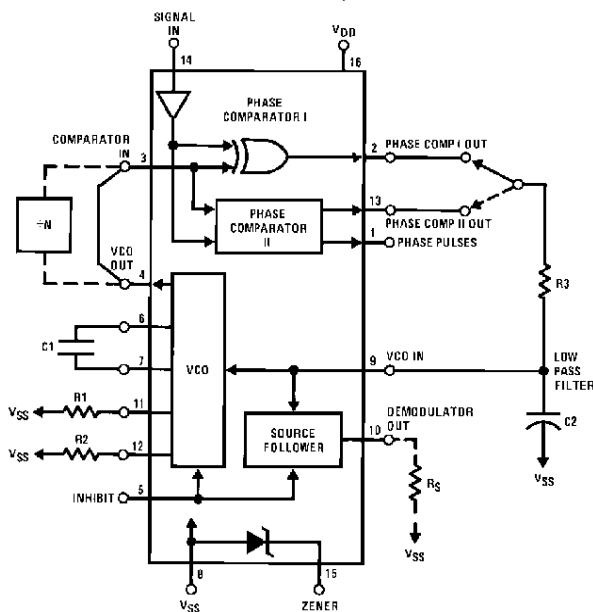 SIGNAL
IN
VDD
14
16
PHASE
COMPARATOR I
COMPARATOR
IN
3
2
PHASE COMP I OUT
÷N
PHASE
COMPARATOR
II
13
PHASE COMP II OUT
1
PHASE PULSES
VCO
OUT
4
R3
6
C1
7
VCO
9
VCO IN
LOW
PASS
FILTER
R1
VSS
11
DEMODULATOR
OUT
C2
R2
VSS
12
SOURCE
FOLLOWER
10
RS
VSS
INHIBIT
5
VSS
8
15
VSS
ZENER